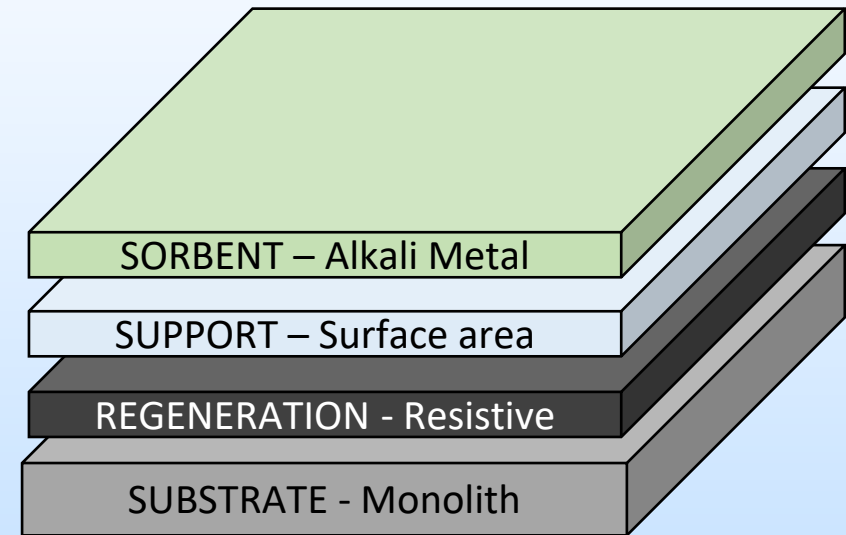 SORBENT – Alkali Metal
SUPPORT – Surface area
REGENERATION - Resistive
SUBSTRATE - Monolith